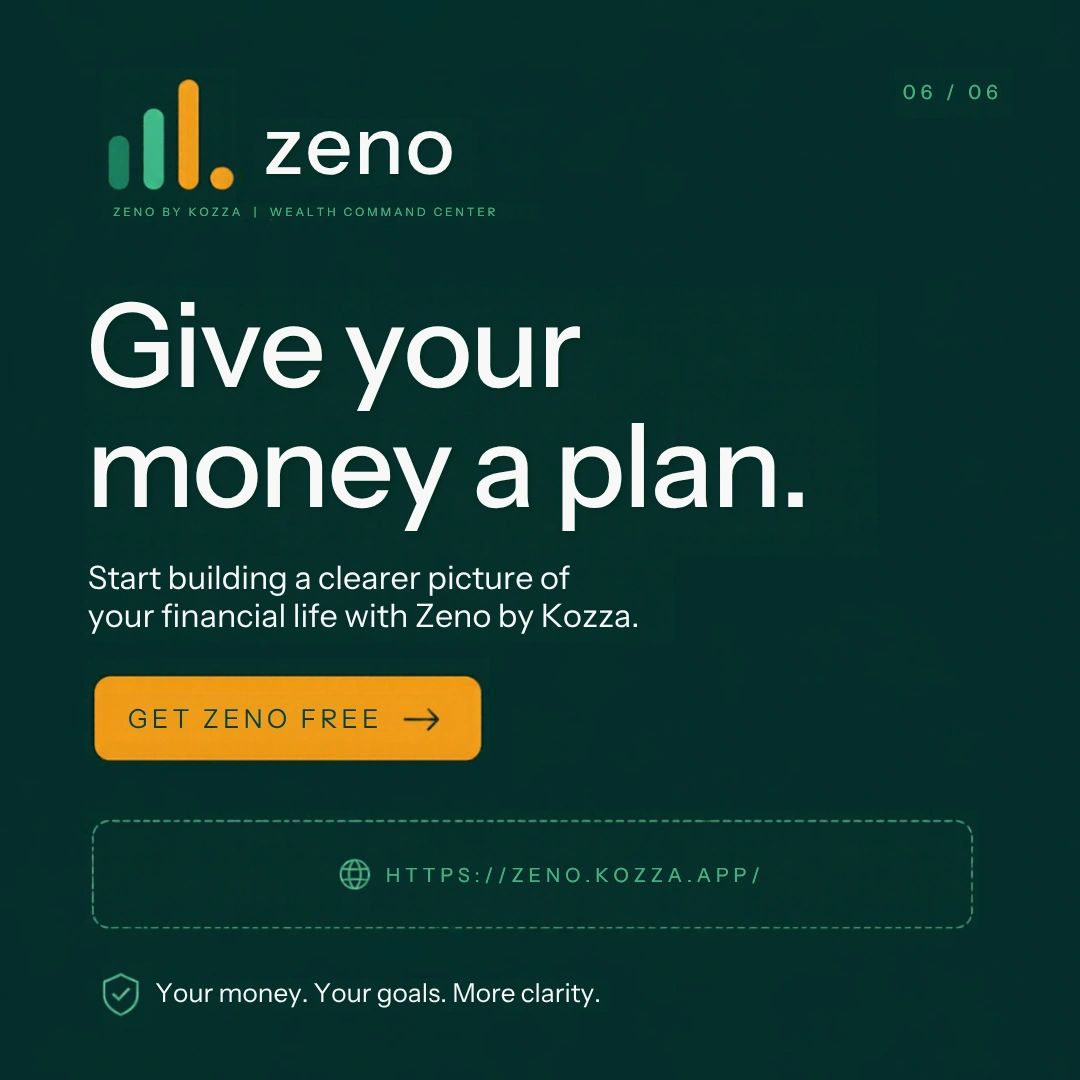 zeno
06 / 06
ZENO BY KOZZA | WEALTH COMMAND CENTER
Give your
money a plan.
Start building a clearer picture of
your financial life with Zeno by Kozza.
GET ZENO FREE →
HTTPS://ZENO.KOZZA.APP/
Your money. Your goals. More clarity.